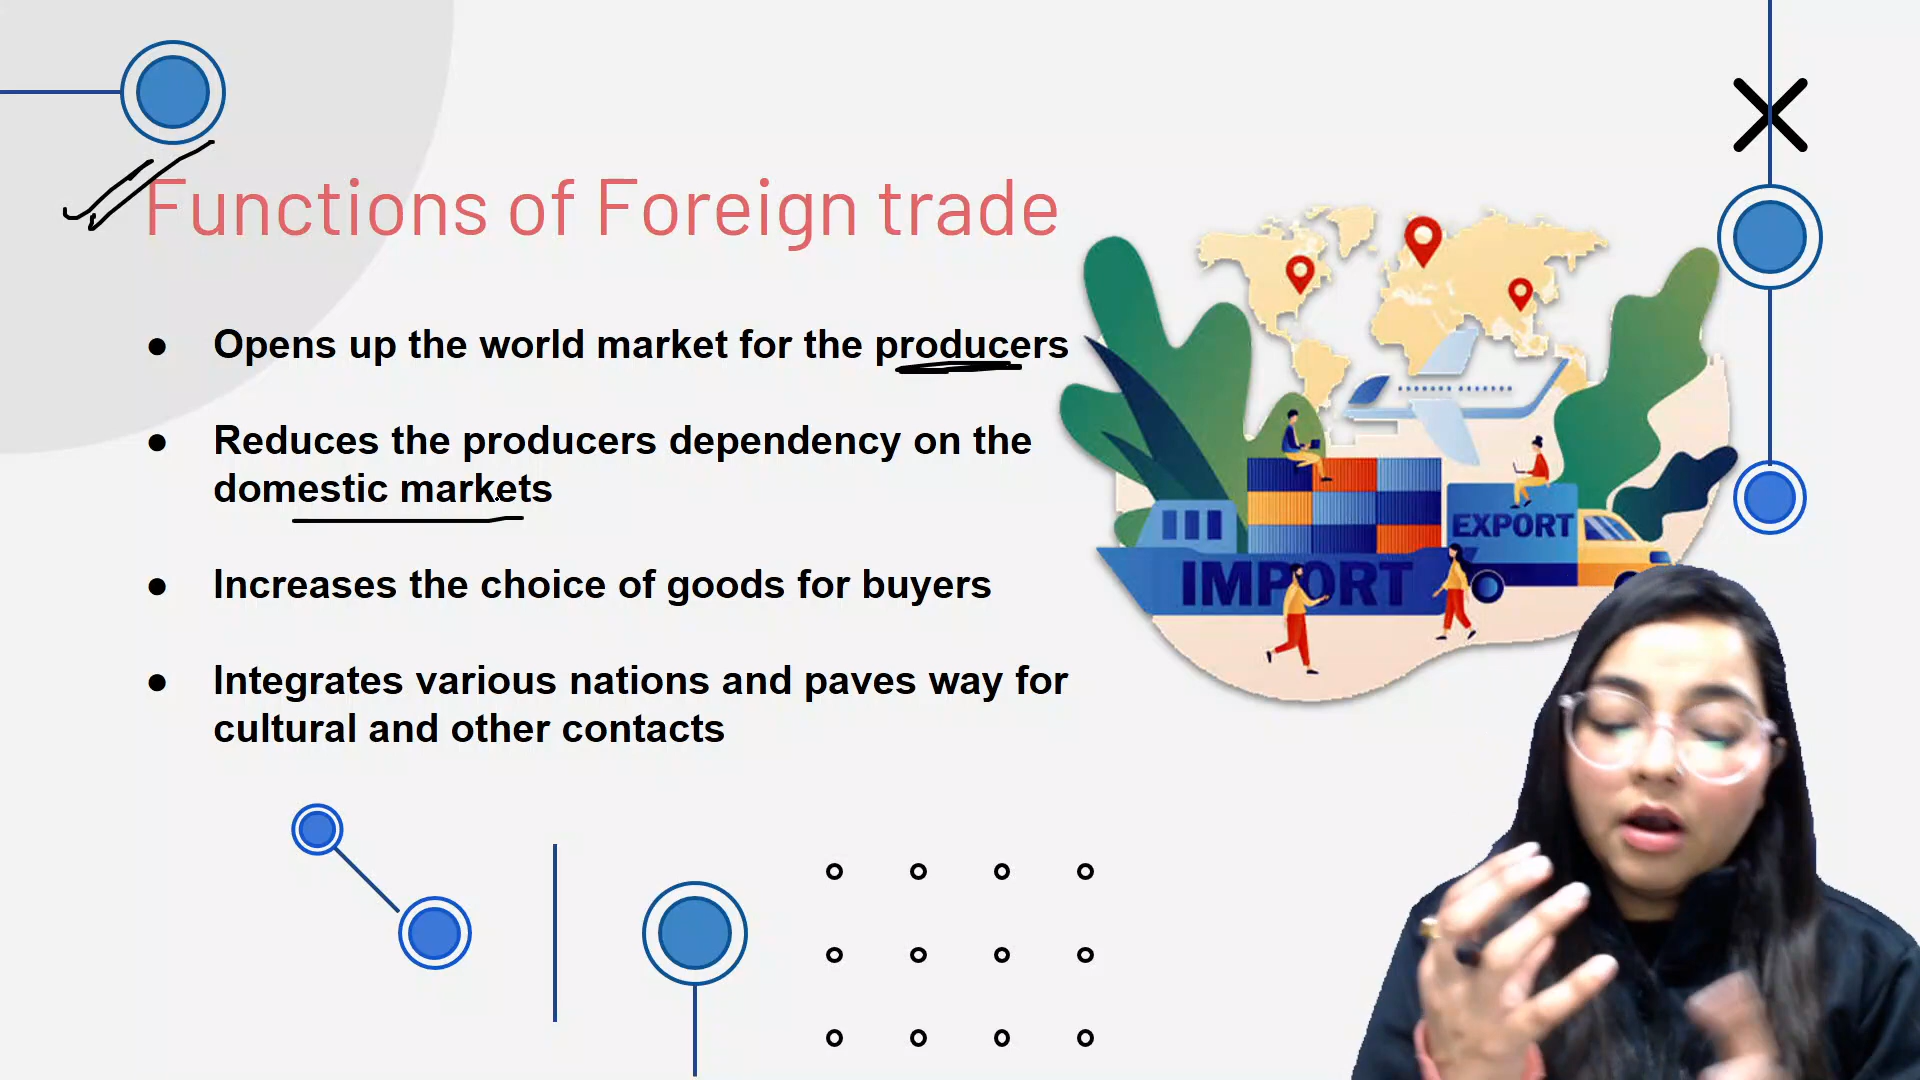 Functions of Foreign trade
● Opens up the world market for the producers
● Reduces the producers dependency on the
domestic markets
● Increases the choice of goods for buyers
● Integrates various nations and paves way for
cultural and other contacts
EXPORT
IMPORT